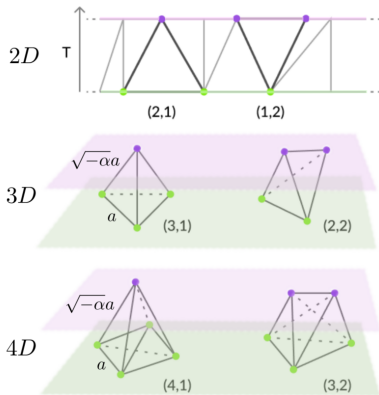 2D T
(2,1) (1,2)
√-αa
3D a (3,1) (2,2)
√-αa
4D a
(4,1) (3,2)